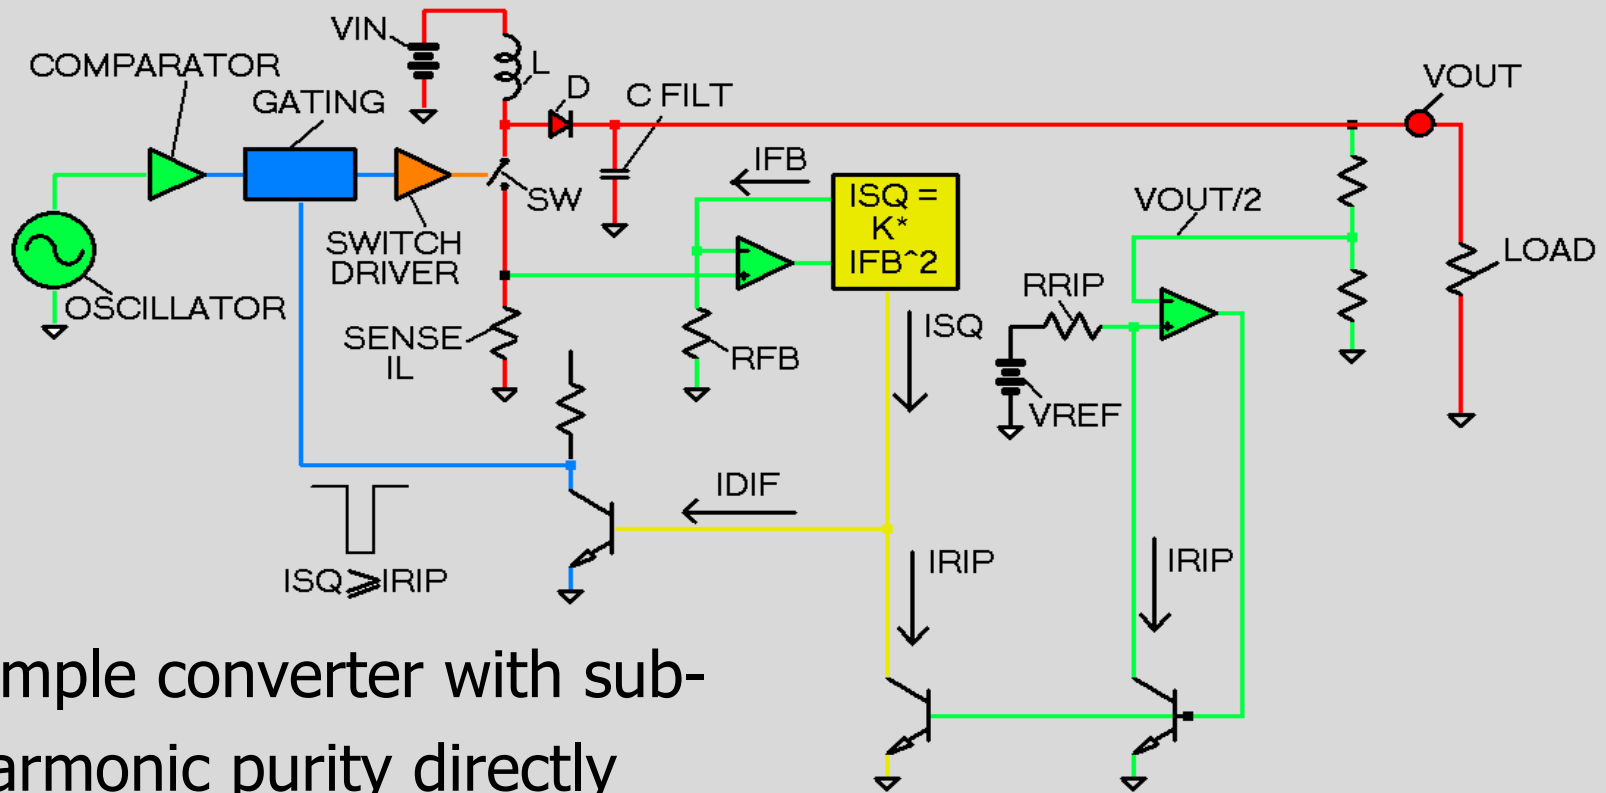 VIN
COMPARATOR
L
VOUT
GATING
D
C FILT
IFB
ISQ =
K*
IFB^2
SW
VOUT/2
SWITCH
DRIVER
LOAD
OSCILLATOR
RRIP
SENSE
IL
RFB
ISQ
VREF
IDIF
ISQ ⩾IRIP
IRIP
IRIP
mple converter with sub-
armonic purity directly